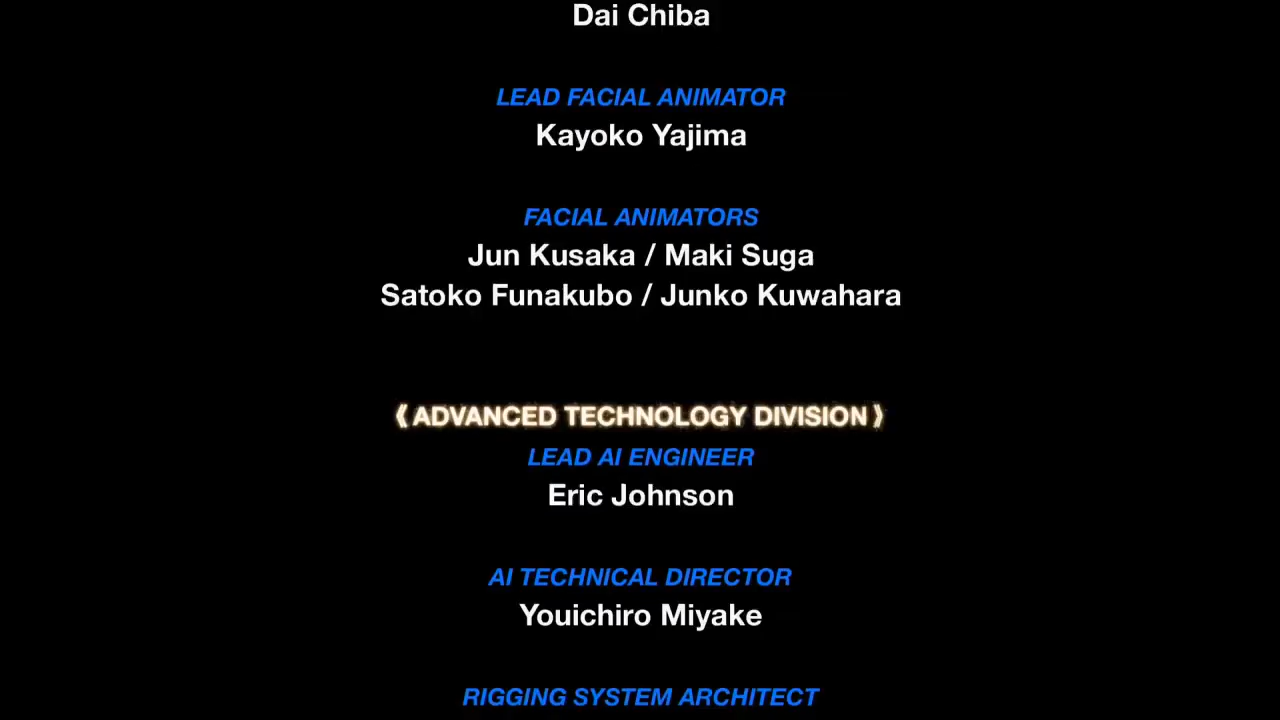 Dai Chiba
LEAD FACIAL ANIMATOR
Kayoko Yajima
FACIAL ANIMATORS
Jun Kusaka / Maki Suga
Satoko Funakubo / Junko Kuwahara
《ADVANCED TECHNOLOGY DIVISION》
LEAD AI ENGINEER
Eric Johnson
AI TECHNICAL DIRECTOR
Youichiro Miyake
RIGGING SYSTEM ARCHITECT